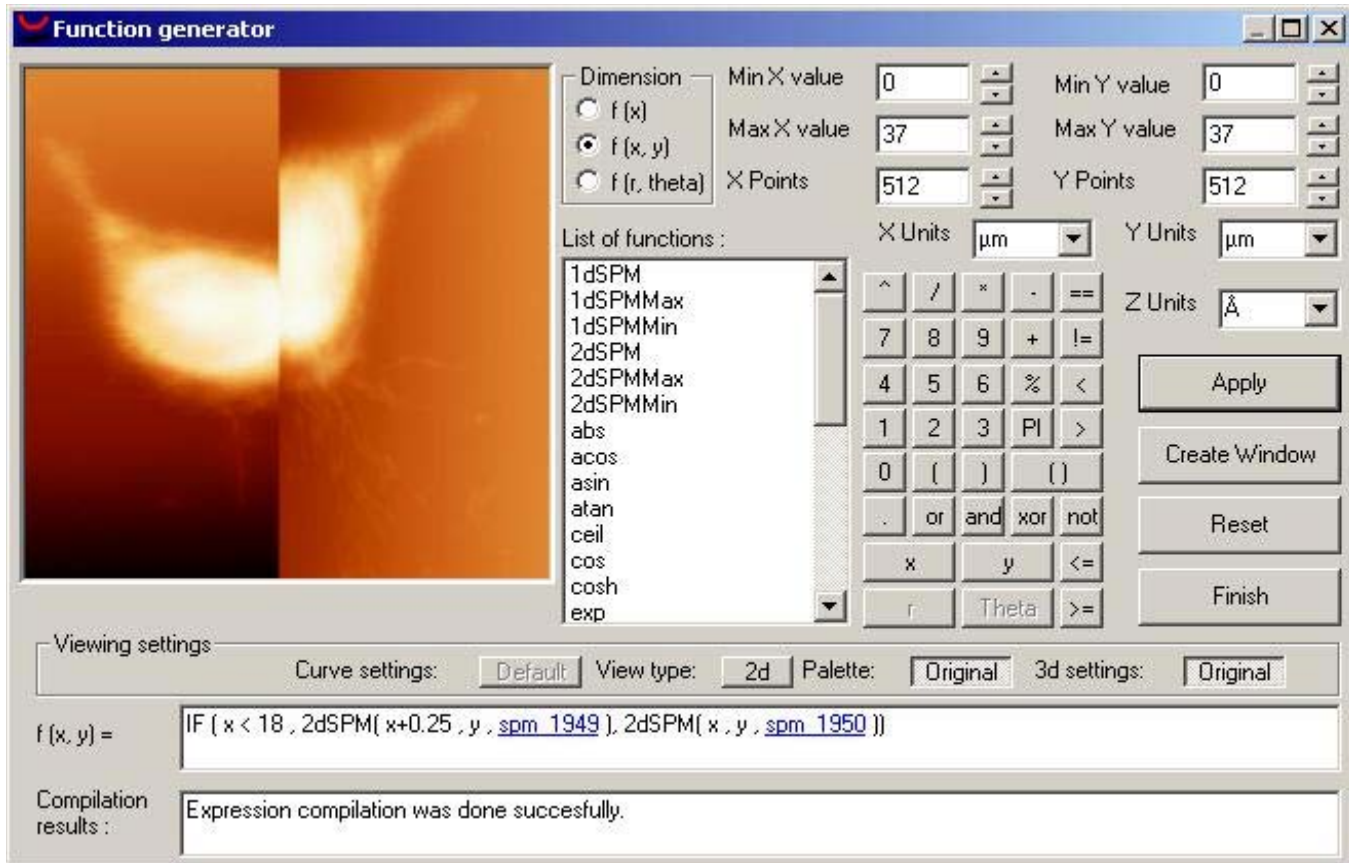 Function generator
Dimension
f (x)
f (x, y)
f (r, theta)
Min X value 0
Max X value 37
X Points 512
Min Y value 0
Max Y value 37
Y Points 512
X Units µm
Y Units µm
Z Units Å
List of functions :
1dSPM
1dSPMMax
1dSPMMin
2dSPM
2dSPMMax
2dSPMMin
abs
acos
asin
atan
ceil
cos
cosh
exp
^ / * - ==
7 8 9 + !=
4 5 6 % <
1 2 3 PI >
0 ( ) ( )
. or and xor not
x y <=
r Theta >=
Apply
Create Window
Reset
Finish
Viewing settings
Curve settings: Default View type: 2d Palette: Original 3d settings: Original
f (x, y) = IF ( x < 18 , 2dSPM( x+0.25 , y , spm_1949 ), 2dSPM( x , y , spm_1950 ))
Compilation
results :
Expression compilation was done succesfully.